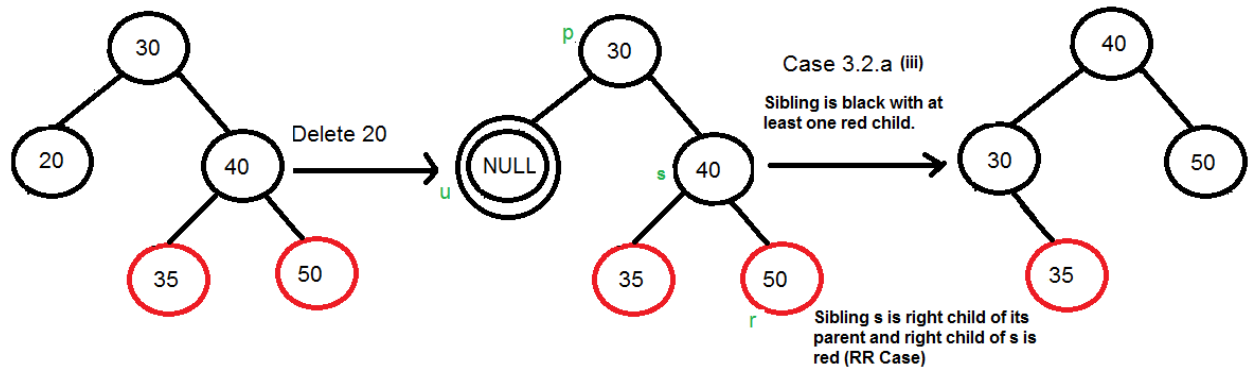 30
20
40
35
50
Delete 20
p
30
NULL
u
s
40
35
50
r
Case 3.2.a (iii)
Sibling is black with at
least one red child.
Sibling s is right child of its
parent and right child of s is
red (RR Case)
40
30
50
35